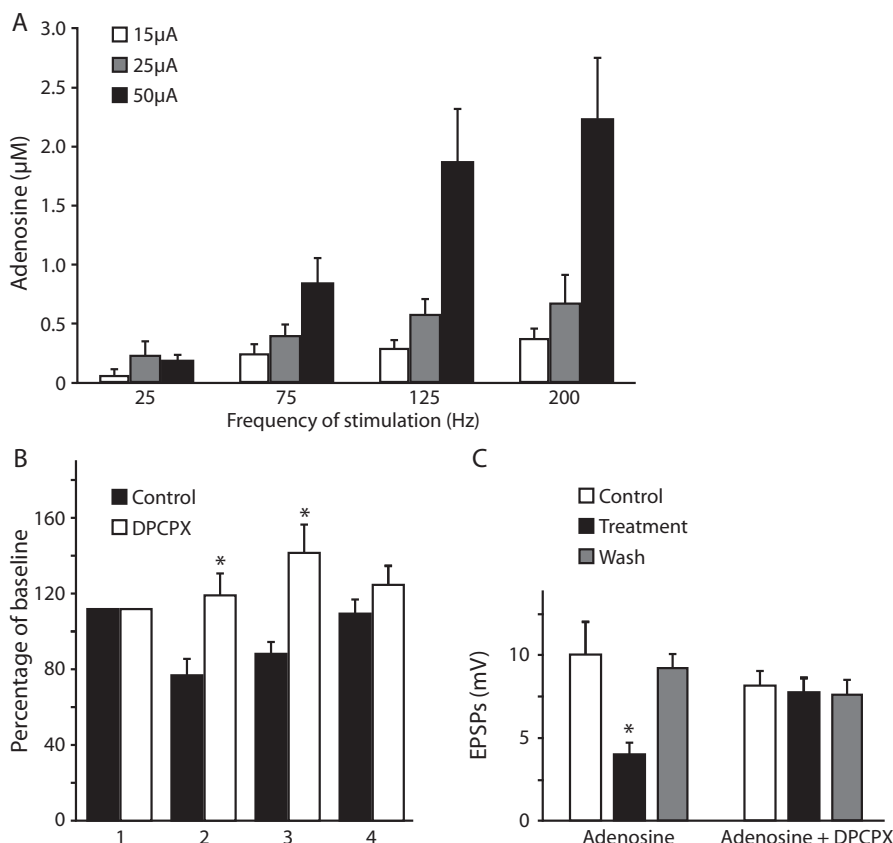 A
3.0
2.5
2.0
1.5
1.0
0.5
0
Adenosine (µM)
15µA
25µA
50µA
25 75 125 200
Frequency of stimulation (Hz)
B
160
120
80
40
0
Percentage of baseline
Control
DPCPX
*
*
1 2 3 4
C
Control
Treatment
Wash
10
5
0
EPSPs (mV)
*
Adenosine Adenosine + DPCPX